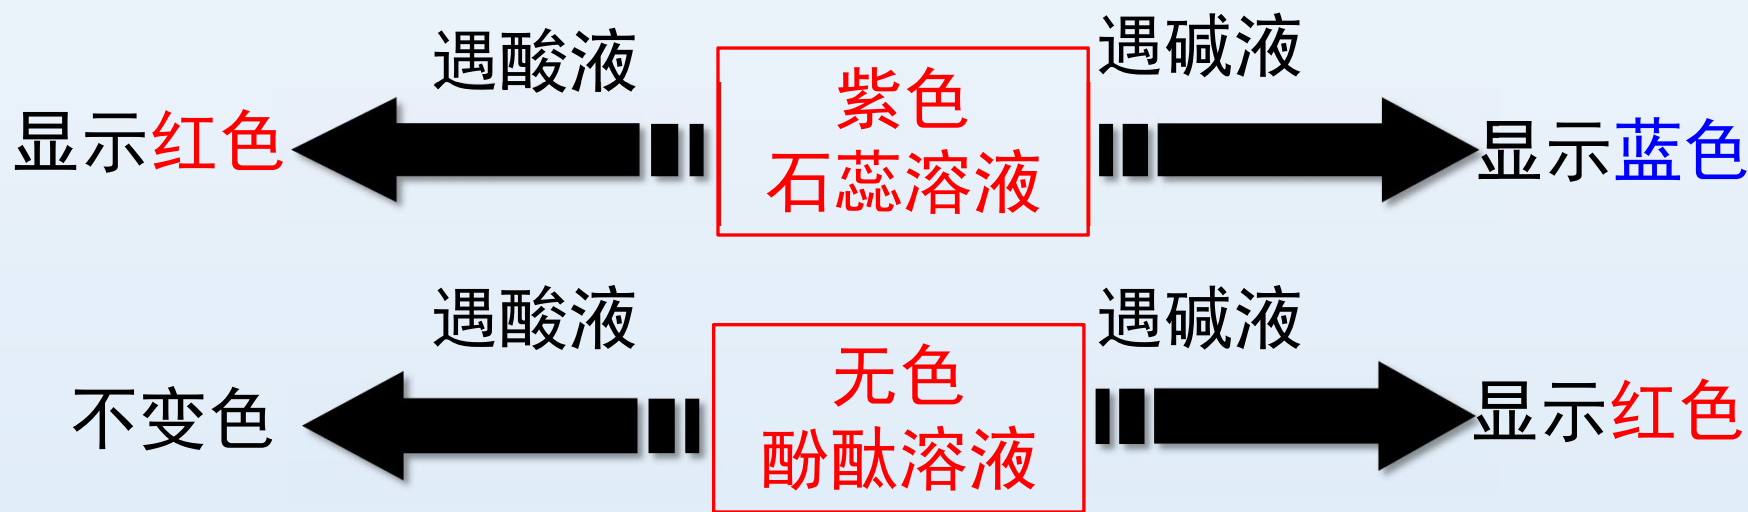 遇酸液
遇碱液
紫色
显示红色
石蕊溶液
显示蓝色
遇酸液
遇碱液
无色
不变色
酚酞溶液
显示红色